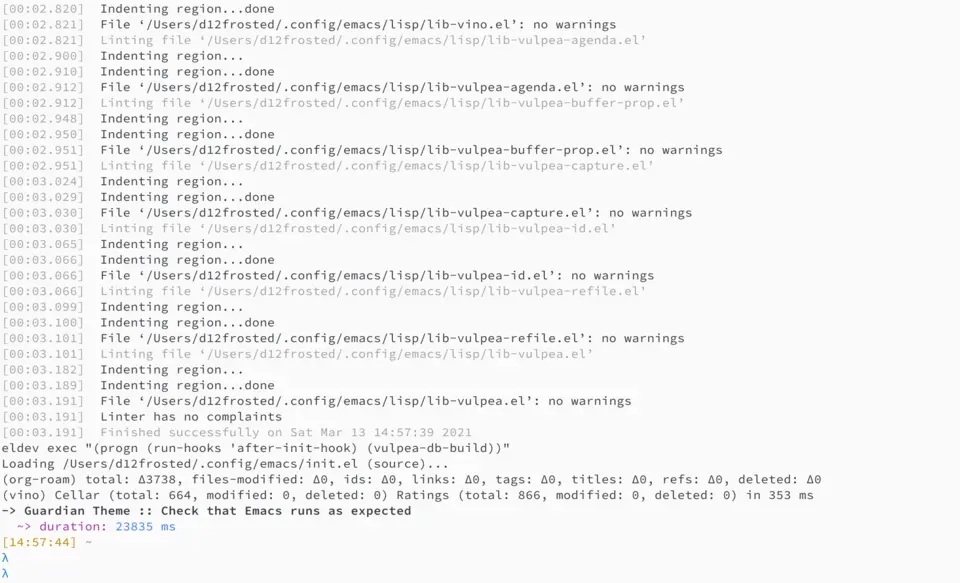 [00:02.820]  Indenting region...done
[00:02.821]  File ‘/Users/d12frosted/.config/emacs/lisp/lib-vino.el’: no warnings
[00:02.821]  Linting file ‘/Users/d12frosted/.config/emacs/lisp/lib-vulpea-agenda.el’
[00:02.900]  Indenting region...
[00:02.910]  Indenting region...done
[00:02.912]  File ‘/Users/d12frosted/.config/emacs/lisp/lib-vulpea-agenda.el’: no warnings
[00:02.912]  Linting file ‘/Users/d12frosted/.config/emacs/lisp/lib-vulpea-buffer-prop.el’
[00:02.948]  Indenting region...
[00:02.950]  Indenting region...done
[00:02.951]  File ‘/Users/d12frosted/.config/emacs/lisp/lib-vulpea-buffer-prop.el’: no warnings
[00:02.951]  Linting file ‘/Users/d12frosted/.config/emacs/lisp/lib-vulpea-capture.el’
[00:03.024]  Indenting region...
[00:03.029]  Indenting region...done
[00:03.030]  File ‘/Users/d12frosted/.config/emacs/lisp/lib-vulpea-capture.el’: no warnings
[00:03.030]  Linting file ‘/Users/d12frosted/.config/emacs/lisp/lib-vulpea-id.el’
[00:03.065]  Indenting region...
[00:03.066]  Indenting region...done
[00:03.066]  File ‘/Users/d12frosted/.config/emacs/lisp/lib-vulpea-id.el’: no warnings
[00:03.066]  Linting file ‘/Users/d12frosted/.config/emacs/lisp/lib-vulpea-refile.el’
[00:03.099]  Indenting region...
[00:03.100]  Indenting region...done
[00:03.101]  File ‘/Users/d12frosted/.config/emacs/lisp/lib-vulpea-refile.el’: no warnings
[00:03.101]  Linting file ‘/Users/d12frosted/.config/emacs/lisp/lib-vulpea.el’
[00:03.182]  Indenting region...
[00:03.189]  Indenting region...done
[00:03.191]  File ‘/Users/d12frosted/.config/emacs/lisp/lib-vulpea.el’: no warnings
[00:03.191]  Linter has no complaints
[00:03.191]  Finished successfully on Sat Mar 13 14:57:39 2021
eldev exec "(progn (run-hooks 'after-init-hook) (vulpea-db-build))"
Loading /Users/d12frosted/.config/emacs/init.el (source)...
(org-roam) total: Δ3738, files-modified: Δ0, ids: Δ0, links: Δ0, tags: Δ0, titles: Δ0, refs: Δ0, deleted: Δ0
(vino) Cellar (total: 664, modified: 0, deleted: 0) Ratings (total: 866, modified: 0, deleted: 0) in 353 ms
-> Guardian Theme :: Check that Emacs runs as expected
  ~> duration: 23835 ms
[14:57:44] ~
λ
λ